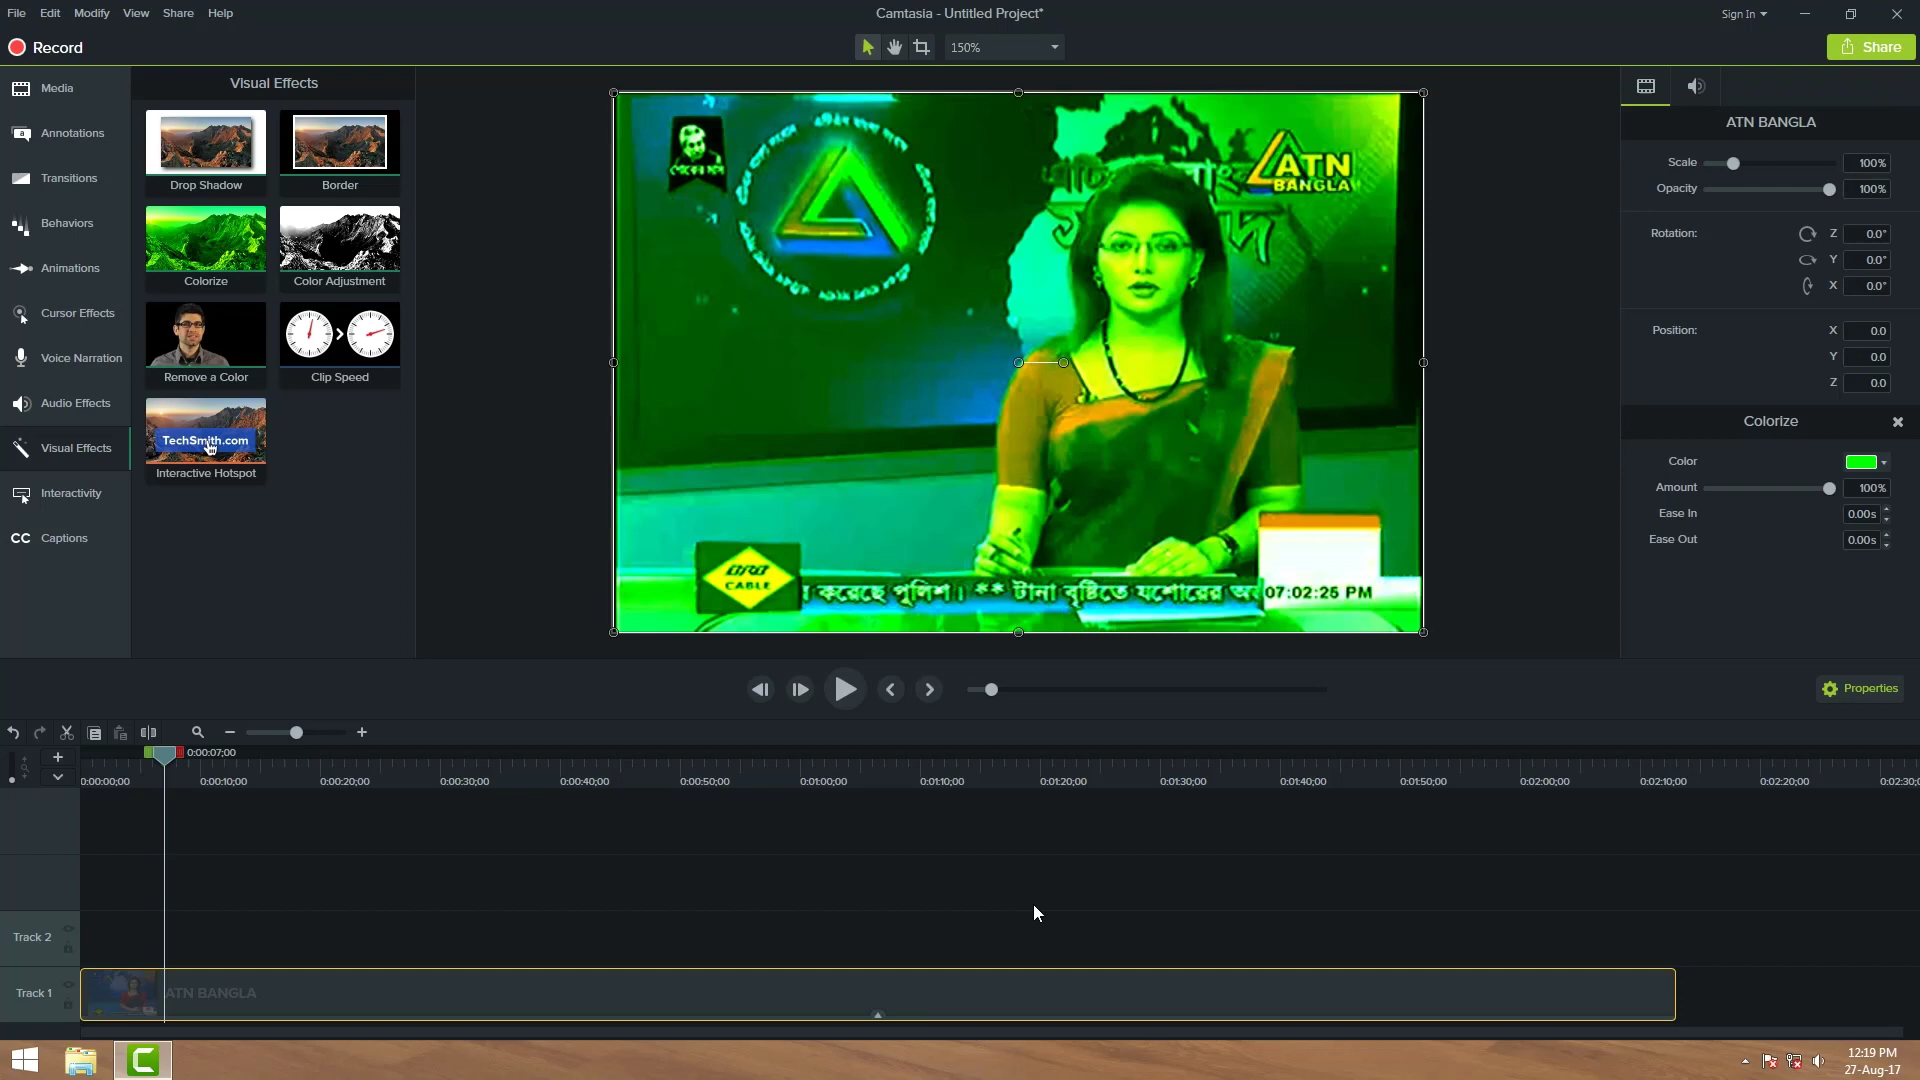 File Edit Modify View Share Help
Camtasia - Untitled Project*
Sign In
Record
150%
Share
Media
Annotations
Transitions
Behaviors
Animations
Cursor Effects
Voice Narration
Audio Effects
Visual Effects
Interactivity
CC Captions
Visual Effects
Drop Shadow
Border
Colorize
Color Adjustment
Remove a Color
Clip Speed
TechSmith.com
Interactive Hotspot
ATN
BANGLA
CABLE
করেছে পুলিশ। ** টানা বৃষ্টিতে যশোরের
07:02:25 PM
ATN BANGLA
Scale 100%
Opacity 100%
Rotation: Z 0.0°
Y 0.0°
X 0.0°
Position: X 0.0
Y 0.0
Z 0.0
Colorize
Color
Amount 100%
Ease In 0.00s
Ease Out 0.00s
Properties
0:00:07;00
0:00:00;00 0:00:10;00 0:00:20;00 0:00:30;00 0:00:40;00 0:00:50;00 0:01:00;00 0:01:10;00 0:01:20;00 0:01:30;00 0:01:40;00 0:01:50;00 0:02:00;00 0:02:10;00 0:02:20;00 0:02:30;0
Track 2
Track 1
ATN BANGLA
12:19 PM
27-Aug-17